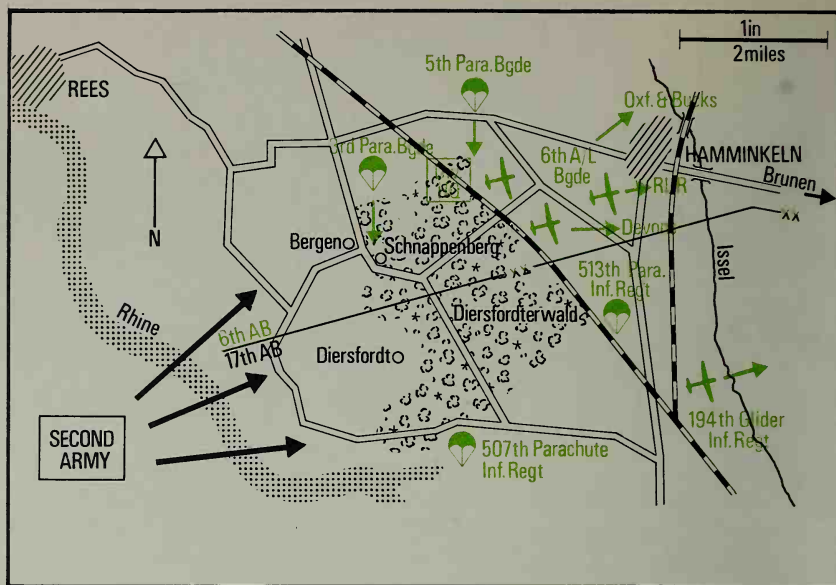 1in
2miles
5th Para.Bgde
REES
Oxf.& Bucks
3rd Para.Bgde
6th A/L
Bgde
HAMMINKELN
Brunen
RUR
xx
N
Devons
Bergen
Schnappenberg
Issel
513th Para.
Inf.Regt
Rhine
6th AB
17th AB
Diersfordterwald
Diersfordt
SECOND
ARMY
194th Glider
Inf.Regt
507th Parachute
Inf.Regt